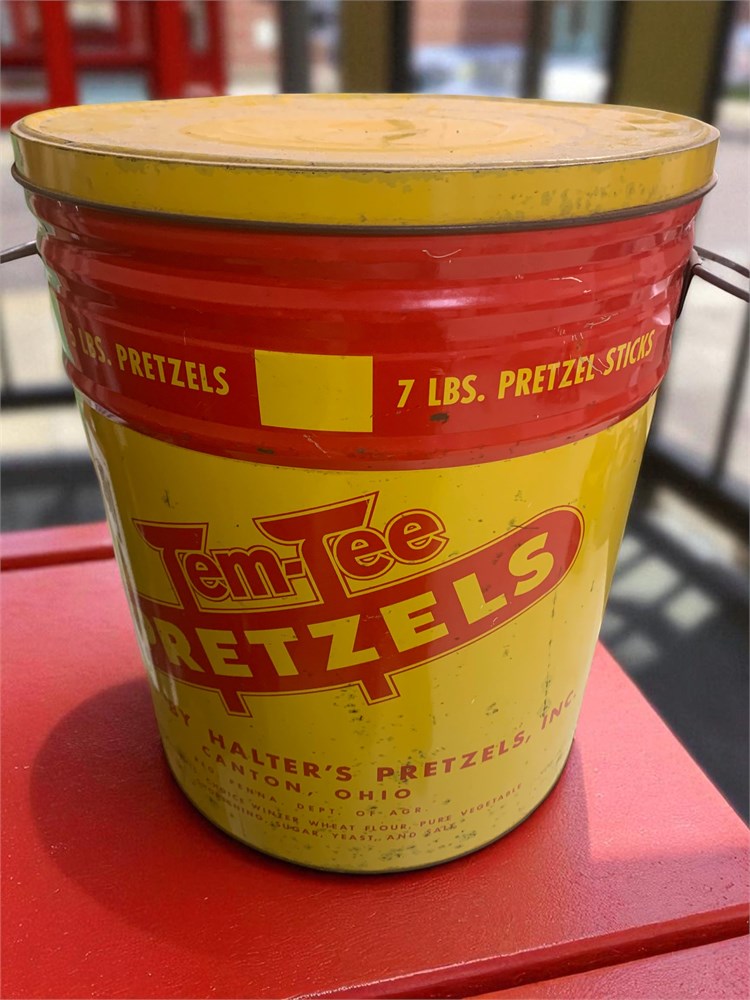 LBS. PRETZELS
7 LBS. PRETZEL STICKS
Tem-Tee
PRETZELS
BY HALTER'S PRETZELS, INC.
CANTON, OHIO
PENNA. DEPT. OF AGR.
WINTER WHEAT FLOUR, PURE VEGETABLE
SUGAR, YEAST, AND SALT